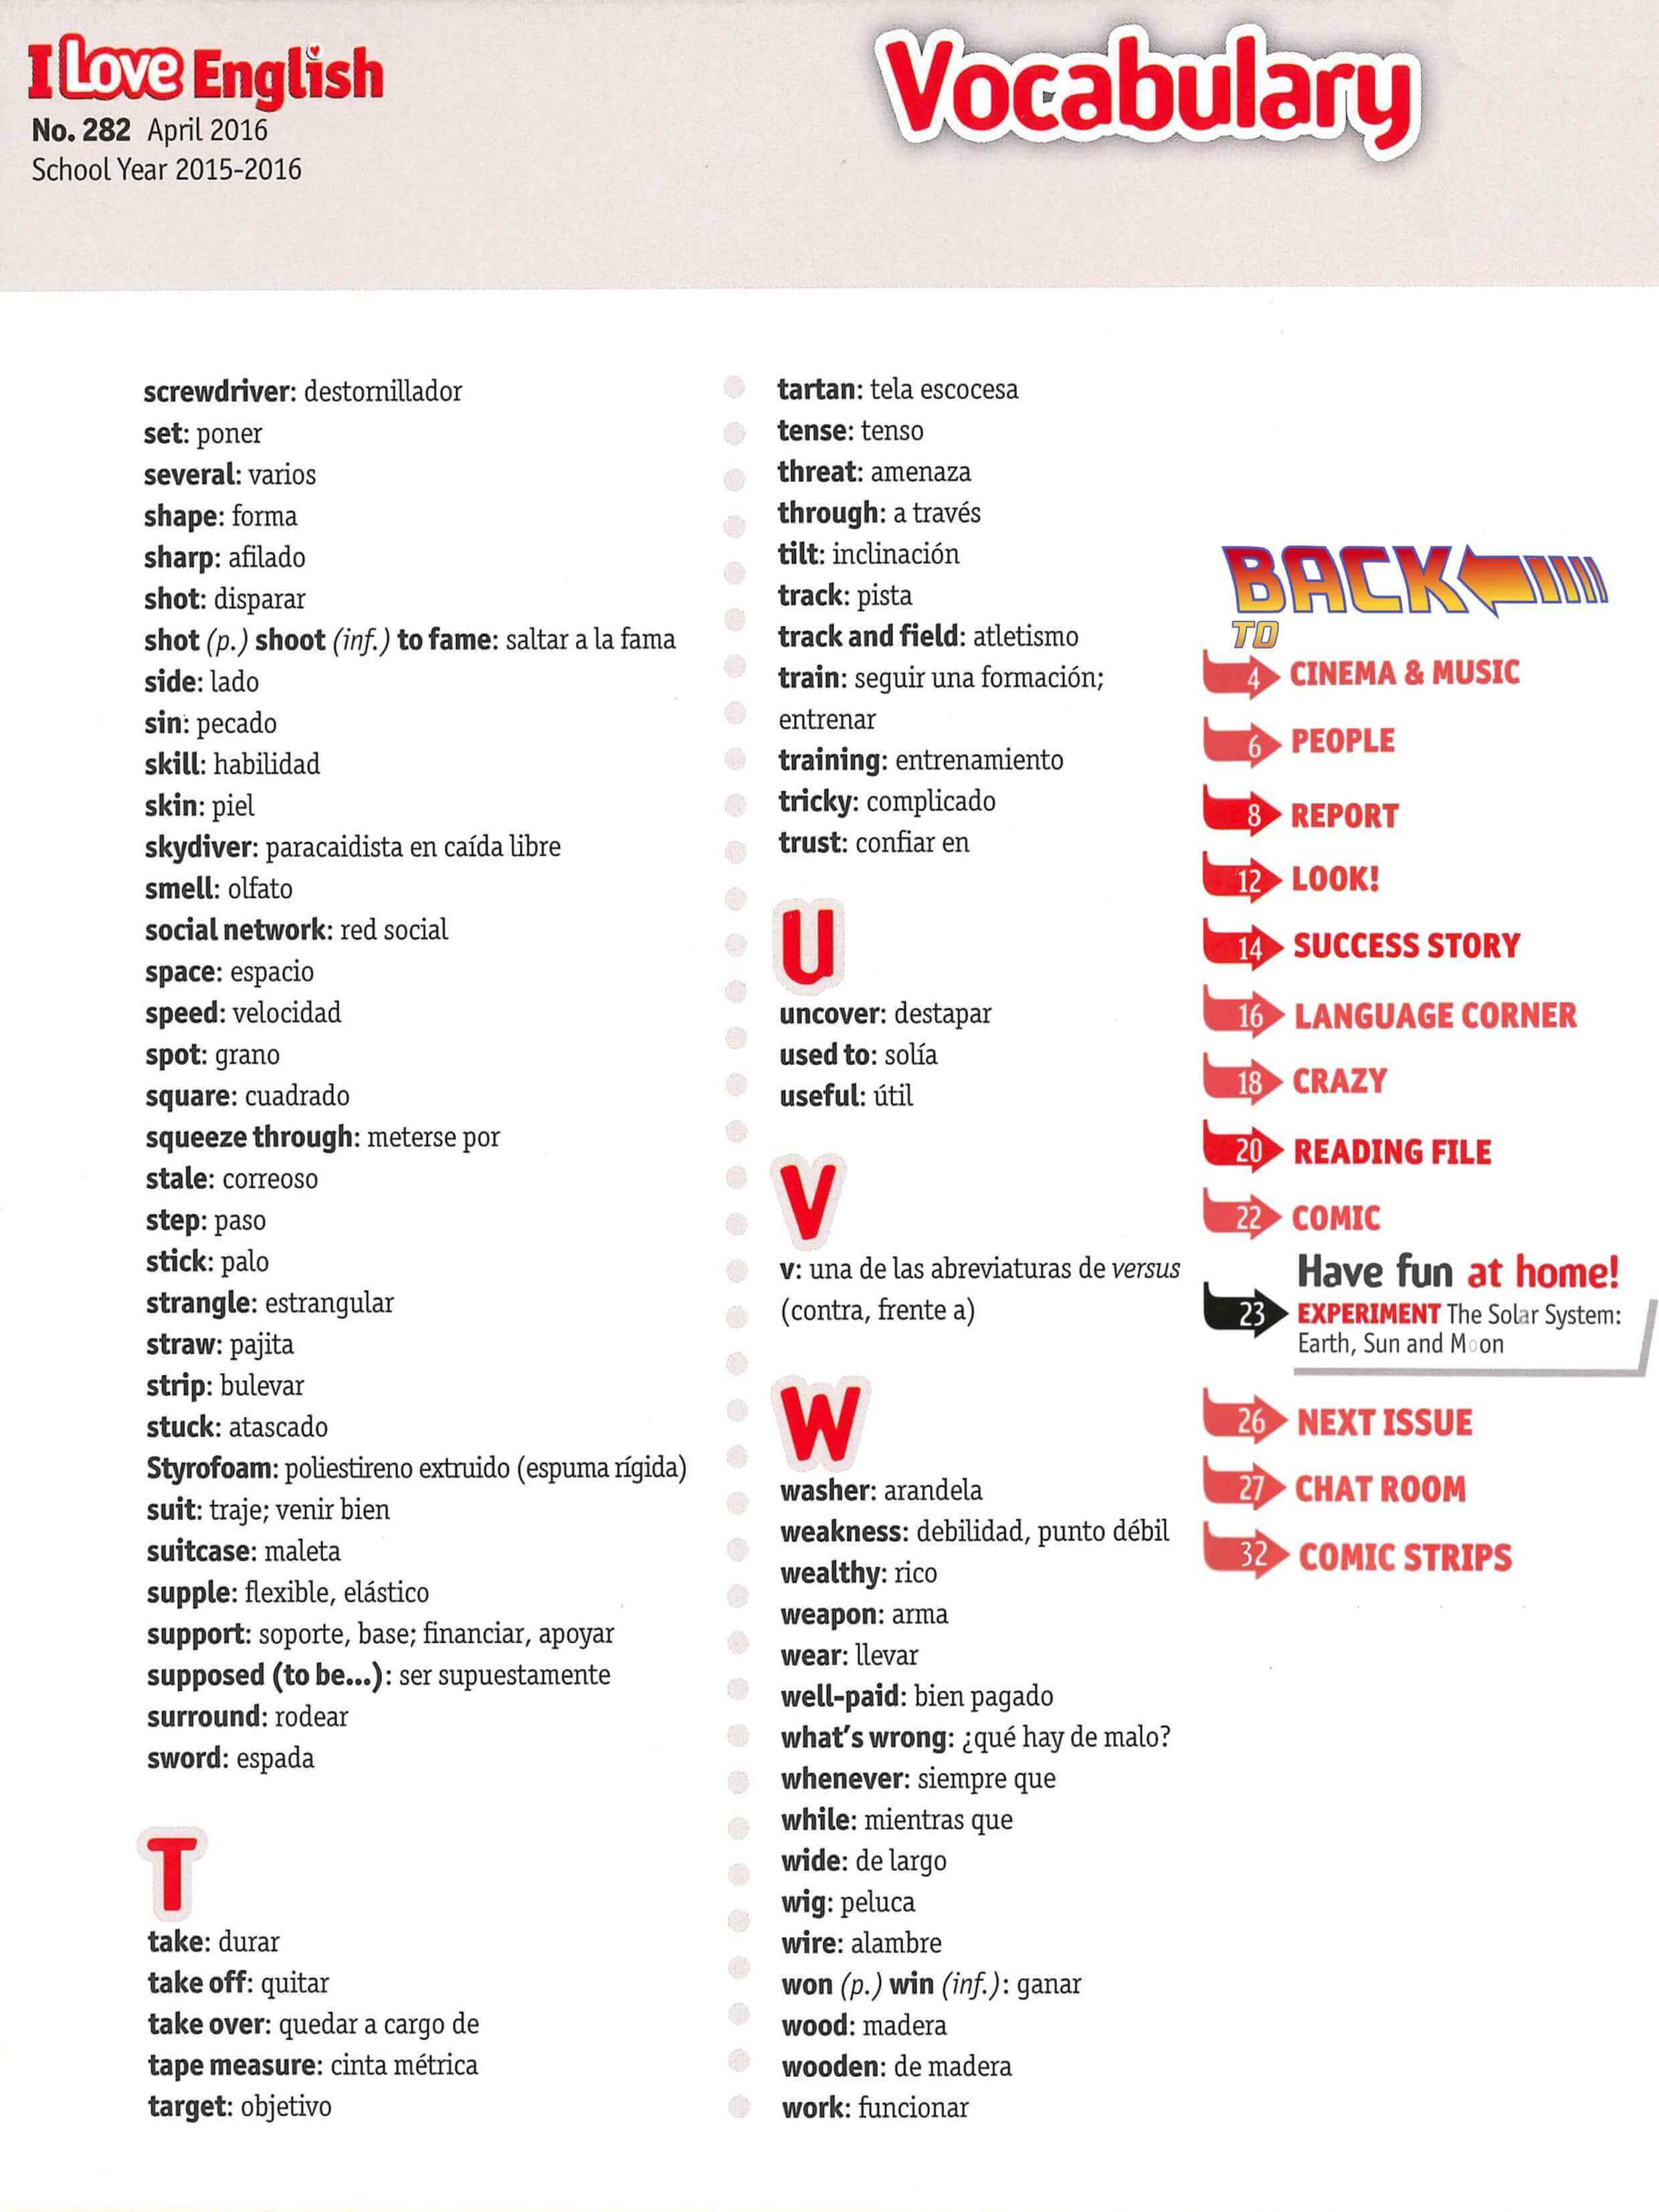 I Love English
No. 282 April 2016
School Year 2015-2016
Vocabulary
screwdriver: destornillador
set: poner
several: varios
shape: forma
sharp: afilado
shot: disparar
shot (p.) shoot (inf.) to fame: saltar a la fama
side: lado
sin: pecado
skill: habilidad
skin: piel
skydiver: paracaidista en caída libre
smell: olfato
social network: red social
space: espacio
speed: velocidad
spot: grano
square: cuadrado
squeeze through: meterse por
stale: correoso
step: paso
stick: palo
strangle: estrangular
straw: pajita
strip: bulevar
stuck: atascado
Styrofoam: poliestireno extruido (espuma rígida)
suit: traje; venir bien
suitcase: maleta
supple: flexible, elástico
support: soporte, base; financiar, apoyar
supposed (to be...): ser supuestamente
surround: rodear
sword: espada
T
take: durar
take off: quitar
take over: quedar a cargo de
tape measure: cinta métrica
target: objetivo
tartan: tela escocesa
tense: tenso
threat: amenaza
through: a través
tilt: inclinación
track: pista
track and field: atletismo
train: seguir una formación;
entrenar
training: entrenamiento
tricky: complicado
trust: confiar en
U
uncover: destapar
used to: solía
useful: útil
V
v: una de las abreviaturas de versus
(contra, frente a)
W
washer: arandela
weakness: debilidad, punto débil
wealthy: rico
weapon: arma
wear: llevar
well-paid: bien pagado
what's wrong: ¿qué hay de malo?
whenever: siempre que
while: mientras que
wide: de largo
wig: peluca
wire: alambre
won (p.) win (inf.): ganar
wood: madera
wooden: de madera
work: funcionar
BACK
TO
4 CINEMA & MUSIC
6 PEOPLE
8 REPORT
12 LOOK!
14 SUCCESS STORY
16 LANGUAGE CORNER
18 CRAZY
20 READING FILE
22 COMIC
Have fun at home!
23 EXPERIMENT The Solar System:
Earth, Sun and Moon
26 NEXT ISSUE
27 CHAT ROOM
32 COMIC STRIPS